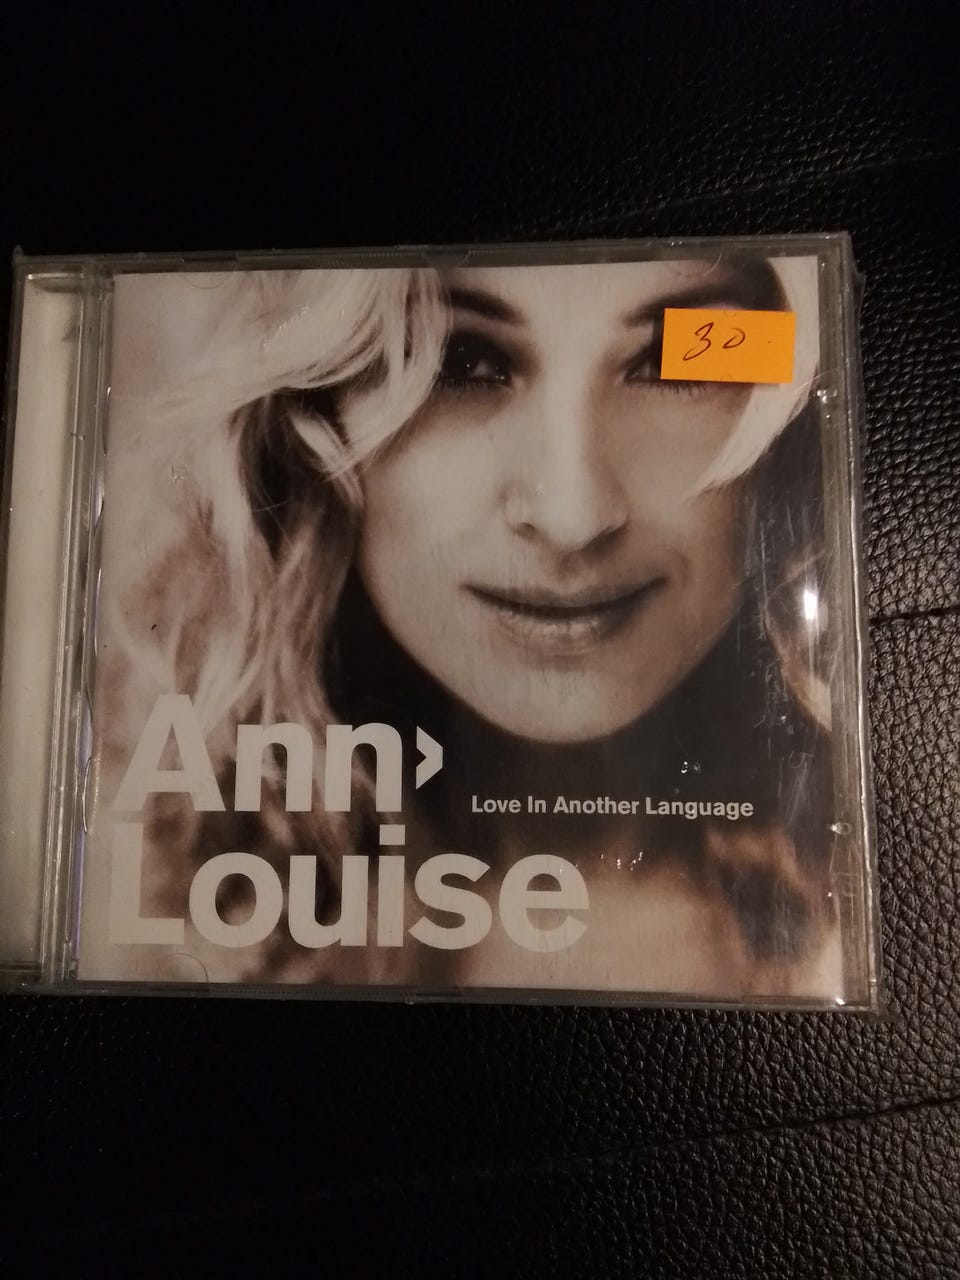 30
Ann›
Love In Another Language
Louise